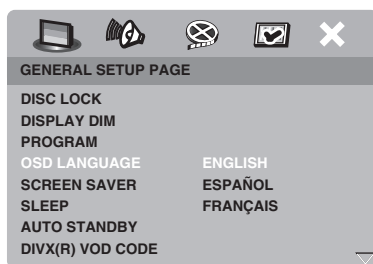 GENERAL SETUP PAGE
DISC LOCK
DISPLAY DIM
PROGRAM
OSD LANGUAGE ENGLISH
SCREEN SAVER ESPAÑOL
SLEEP FRANÇAIS
AUTO STANDBY
DIVX(R) VOD CODE